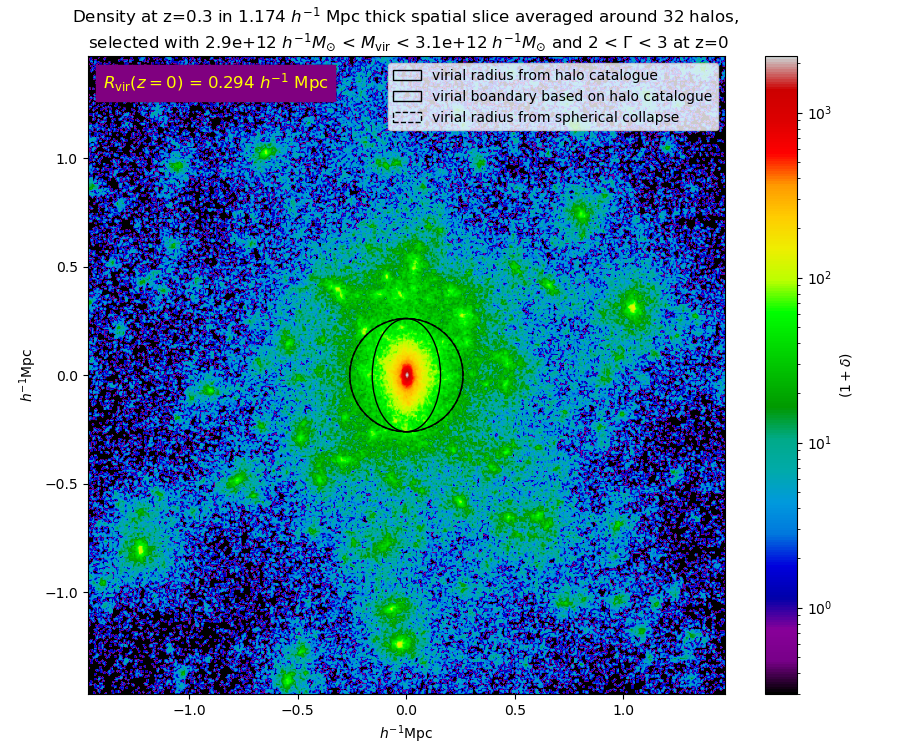 Density at z=0.3 in 1.174 h⁻¹ Mpc thick spatial slice averaged around 32 halos,
selected with 2.9e+12 h⁻¹M⊙ < Mvir < 3.1e+12 h⁻¹M⊙ and 2 < Γ < 3 at z=0
Rvir(z = 0) = 0.294 h⁻¹ Mpc
virial radius from halo catalogue
virial boundary based on halo catalogue
virial radius from spherical collapse
1.0
0.5
0.0
−0.5
−1.0
h⁻¹Mpc
−1.0 −0.5 0.0 0.5 1.0
h⁻¹Mpc
10³
10²
10¹
10⁰
(1 + δ)